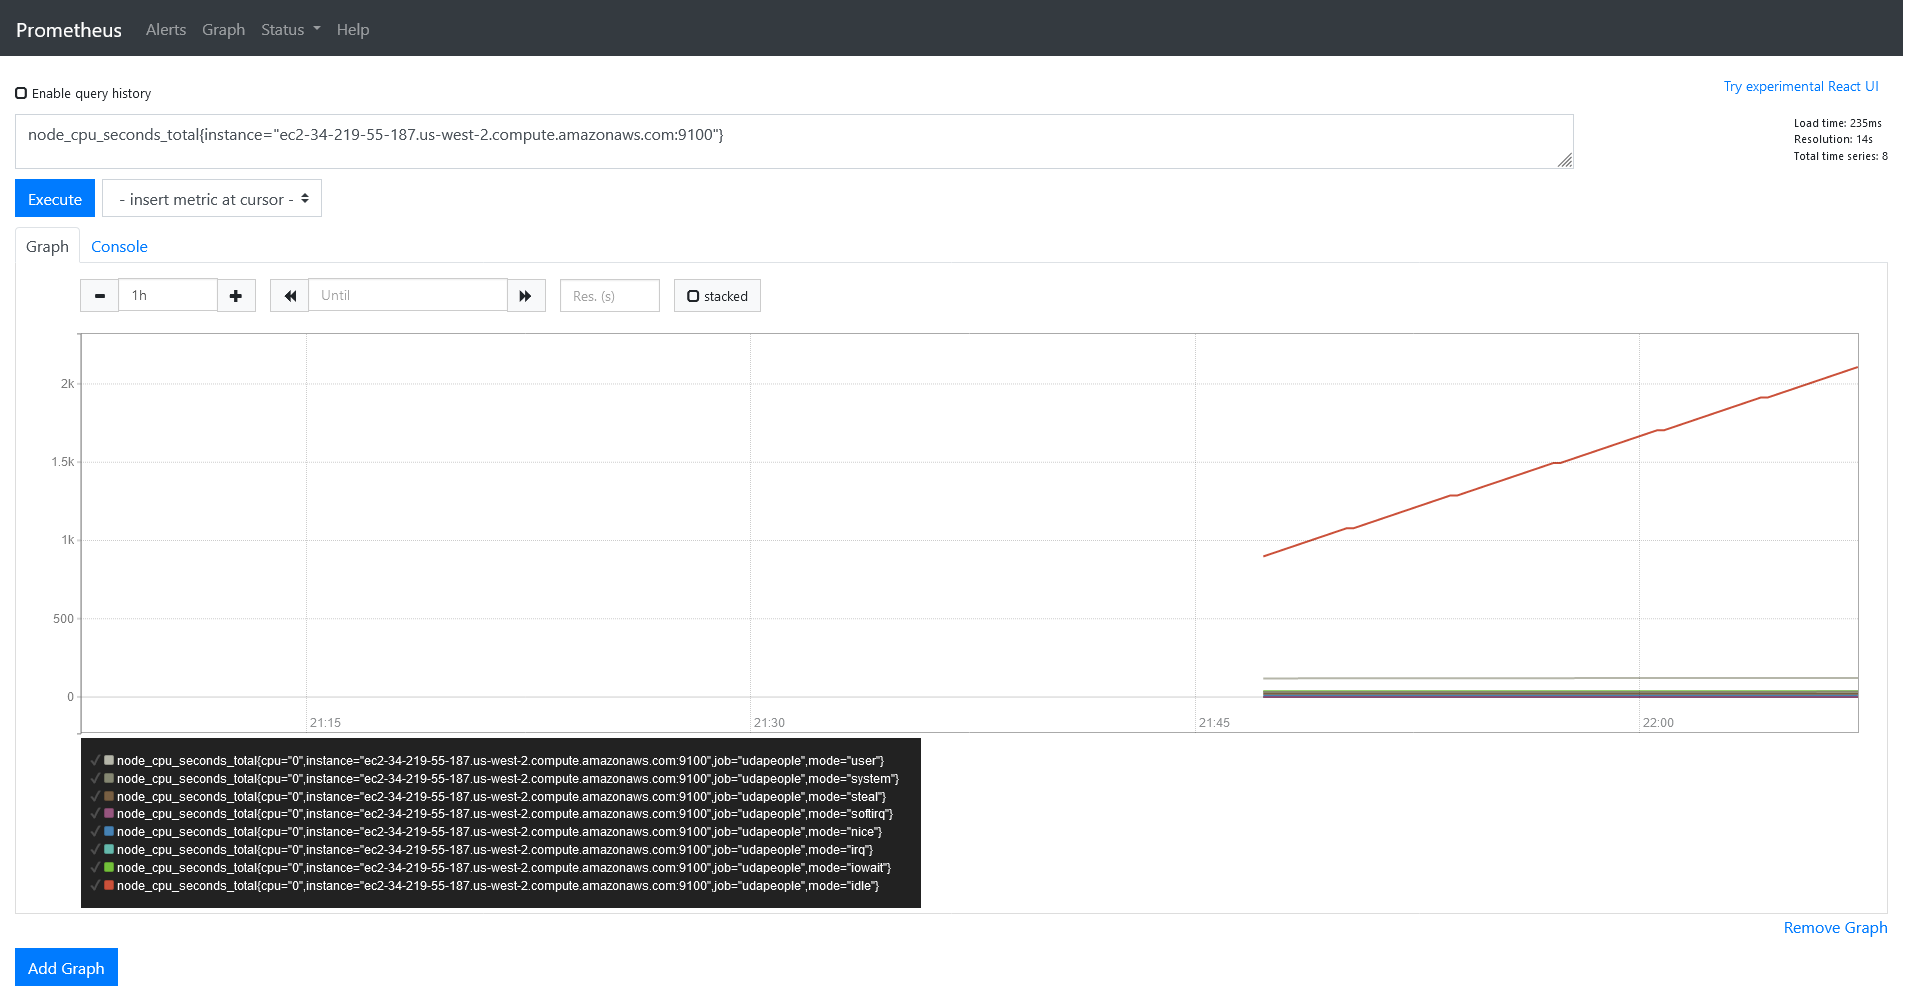 Prometheus Alerts Graph Status Help
Enable query history
Try experimental React UI
node_cpu_seconds_total{instance="ec2-34-219-55-187.us-west-2.compute.amazonaws.com:9100"}
Load time: 235ms
Resolution: 14s
Total time series: 8
Execute
- insert metric at cursor -
Graph Console
1h Until Res. (s) stacked
2k
1.5k
1k
500
0
21:15 21:30 21:45 22:00
node_cpu_seconds_total{cpu="0",instance="ec2-34-219-55-187.us-west-2.compute.amazonaws.com:9100",job="udapeople",mode="user"}
node_cpu_seconds_total{cpu="0",instance="ec2-34-219-55-187.us-west-2.compute.amazonaws.com:9100",job="udapeople",mode="system"}
node_cpu_seconds_total{cpu="0",instance="ec2-34-219-55-187.us-west-2.compute.amazonaws.com:9100",job="udapeople",mode="steal"}
node_cpu_seconds_total{cpu="0",instance="ec2-34-219-55-187.us-west-2.compute.amazonaws.com:9100",job="udapeople",mode="softirq"}
node_cpu_seconds_total{cpu="0",instance="ec2-34-219-55-187.us-west-2.compute.amazonaws.com:9100",job="udapeople",mode="nice"}
node_cpu_seconds_total{cpu="0",instance="ec2-34-219-55-187.us-west-2.compute.amazonaws.com:9100",job="udapeople",mode="irq"}
node_cpu_seconds_total{cpu="0",instance="ec2-34-219-55-187.us-west-2.compute.amazonaws.com:9100",job="udapeople",mode="iowait"}
node_cpu_seconds_total{cpu="0",instance="ec2-34-219-55-187.us-west-2.compute.amazonaws.com:9100",job="udapeople",mode="idle"}
Remove Graph
Add Graph